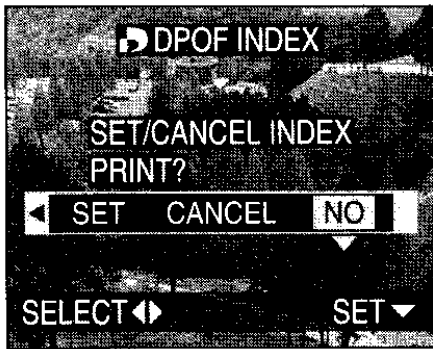 DPOF INDEX
SET/CANCEL INDEX
PRINT?
SET CANCEL NO
SELECT SET